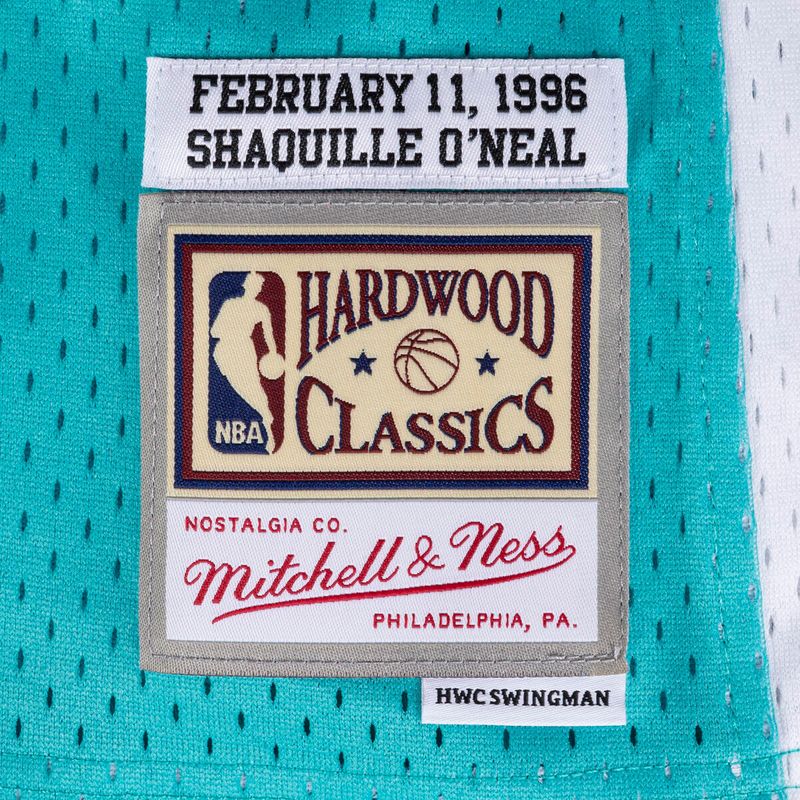 FEBRUARY 11, 1996
SHAQUILLE O'NEAL
HARDWOOD
CLASSICS
NBA
NOSTALGIA CO.
Mitchell & Ness
PHILADELPHIA, PA.
HWC SWINGMAN